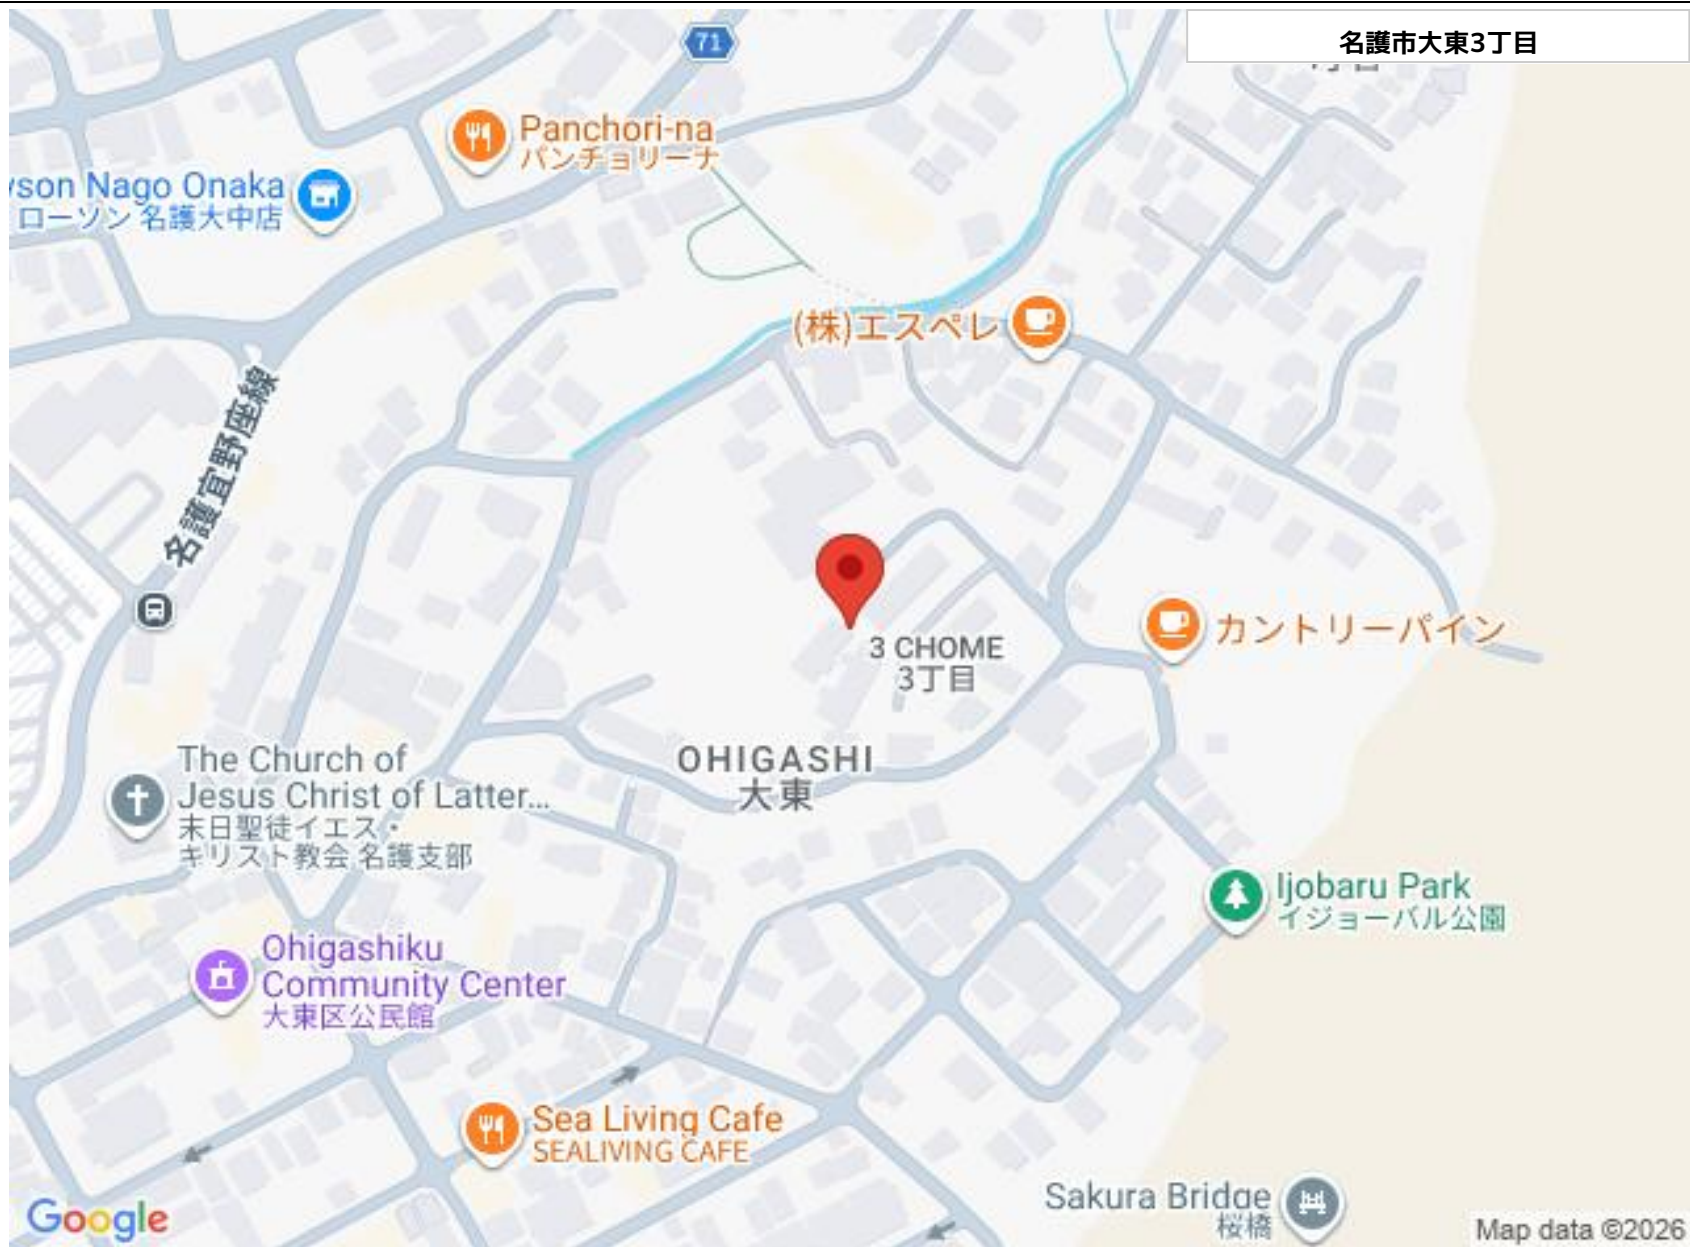 名護市大東3丁目
71
Panchori-na
パンチョリーナ
Nago Onaka
ローソン 名護大中店
(株)エスペレ
名護宜野座線
3 CHOME
3丁目
カントリーパイン
OHIGASHI
大東
The Church of
Jesus Christ of Latter...
末日聖徒イエス・
キリスト教会 名護支部
Ijobaru Park
イジョーバル公園
Ohigashiku
Community Center
大東区公民館
Sea Living Cafe
SEALIVING CAFE
Sakura Bridge
桜橋
Google
Map data ©2026